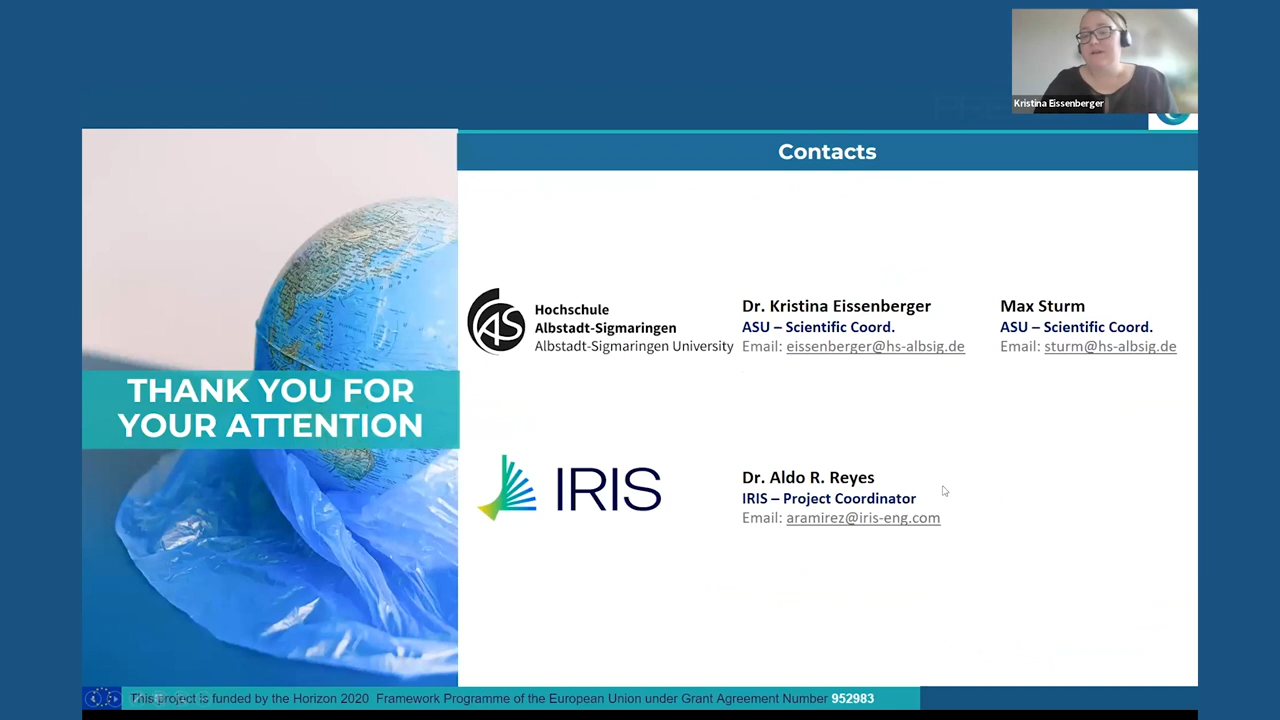 Kristina Eissenberger
Contacts
THANK YOU FOR
YOUR ATTENTION
Hochschule
Albstadt-Sigmaringen
Albstadt-Sigmaringen University
Dr. Kristina Eissenberger
ASU – Scientific Coord.
Email: eissenberger@hs-albsig.de
Max Sturm
ASU – Scientific Coord.
Email: sturm@hs-albsig.de
IRIS
Dr. Aldo R. Reyes
IRIS – Project Coordinator
Email: aramirez@iris-eng.com
This project is funded by the Horizon 2020 Framework Programme of the European Union under Grant Agreement Number 952983